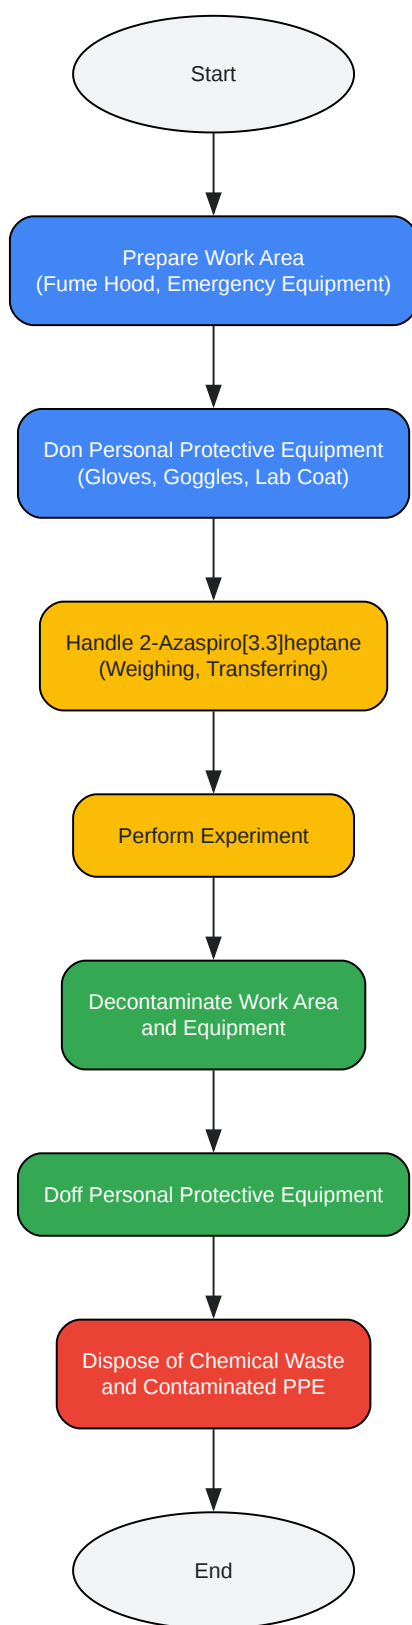 Start
Prepare Work Area
(Fume Hood, Emergency Equipment)
Don Personal Protective Equipment
(Gloves, Goggles, Lab Coat)
Handle 2-Azaspiro[3.3]heptane
(Weighing, Transferring)
Perform Experiment
Decontaminate Work Area
and Equipment
Doff Personal Protective Equipment
Dispose of Chemical Waste
and Contaminated PPE
End